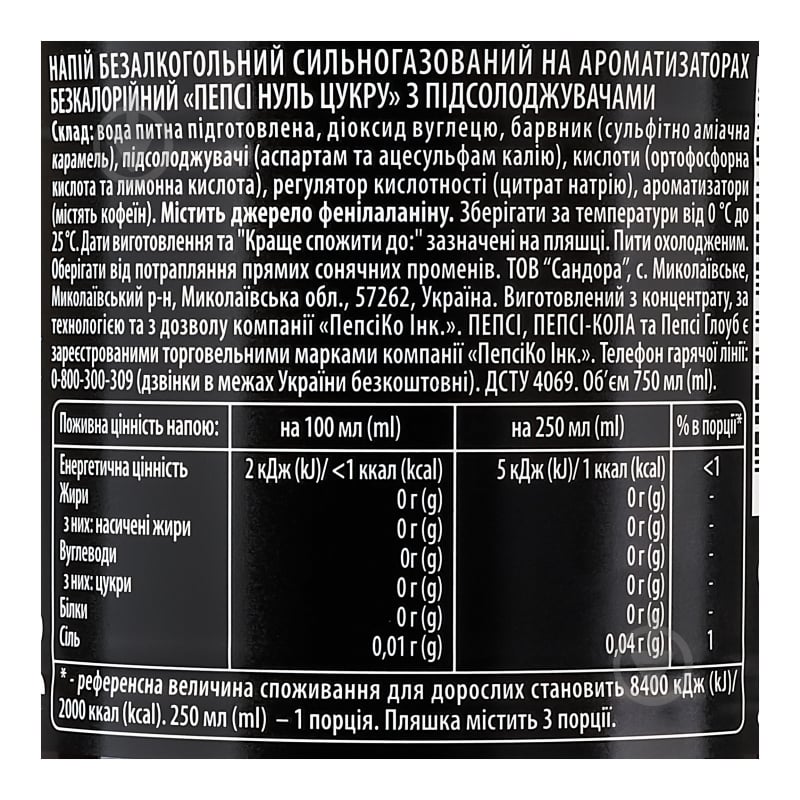 НАПІЙ БЕЗАЛКОГОЛЬНИЙ СИЛЬНОГАЗОВАНИЙ НА АРОМАТИЗАТОРАХ
БЕЗКАЛОРІЙНИЙ «ПЕПСІ НУЛЬ ЦУКРУ» З ПІДСОЛОДЖУВАЧАМИ
Склад: вода питна підготовлена, діоксид вуглецю, барвник (сульфітно аміачна
карамель), підсолоджувачі (аспартам та ацесульфам калію), кислоти (ортофосфорна
кислота та лимонна кислота), регулятор кислотності (цитрат натрію), ароматизатори
(містять кофеїн). Містить джерело фенілаланіну. Зберігати за температури від 0 °C до
25 °C. Дати виготовлення та "Краще спожити до:" зазначені на пляшці. Пити охолодженим.
Оберігати від потрапляння прямих сонячних променів. ТОВ "Сандора", с. Миколаївське,
Миколаївський р-н, Миколаївська обл., 57262, Україна. Виготовлений з концентрату, за
технологією та з дозволу компанії «ПепсіКо Інк.». ПЕПСІ, ПЕПСІ-КОЛА та Пепсі Глоуб є
зареєстрованими торговельними марками компанії «ПепсіКо Інк.». Телефон гарячої лінії:
0-800-300-309 (дзвінки в межах України безкоштовні). ДСТУ 4069. Об'єм 750 мл (ml).
Поживна цінність напою: на 100 мл (ml) на 250 мл (ml) % в порції*
Енергетична цінність 2 кДж (kJ)/ <1 ккал (kcal) 5 кДж (kJ)/ 1 ккал (kcal) <1
Жири 0 г (g) 0 г (g) -
з них: насичені жири 0 г (g) 0 г (g) -
Вуглеводи 0г (g) 0 г (g) -
з них: цукри 0 г (g) 0 г (g) -
Білки 0 г (g) 0 г (g) -
Сіль 0,01 г (g) 0,04 г (g) 1
* - референсна величина споживання для дорослих становить 8400 кДж (kJ)/
2000 ккал (kcal). 250 мл (ml) – 1 порція. Пляшка містить 3 порції.